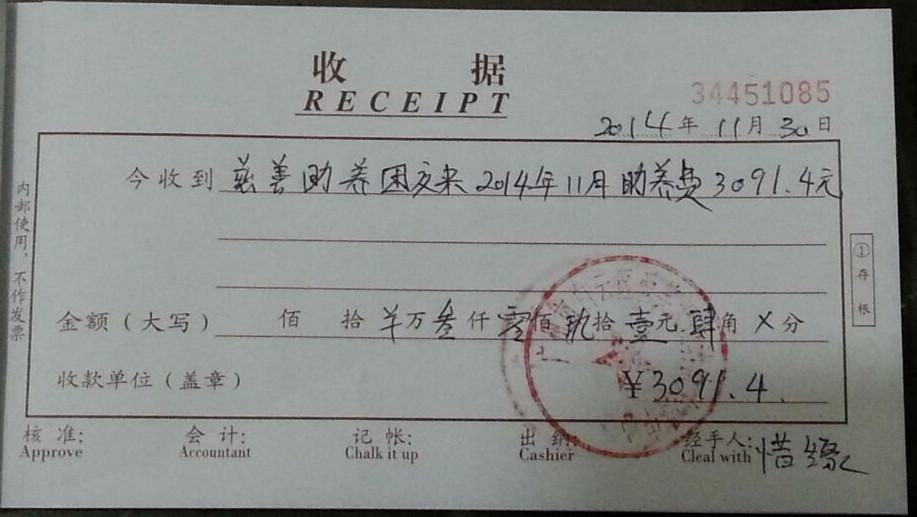 收 据
RECEIPT
34451085
2014年 11月 30日
今收到 慈善助养困交来 2014年11月助养费3091.4元
金额（大写） 佰 拾 万 叁仟 零佰 玖拾 壹元 肆角 ×分
收款单位（盖章） ¥3091.4
核 准: 会 计: 记 帐: 出 纳: 经手人: 惜缘
Approve Accountant Chalk it up Cashier Cleal with
内部使用，不作发票
①存根